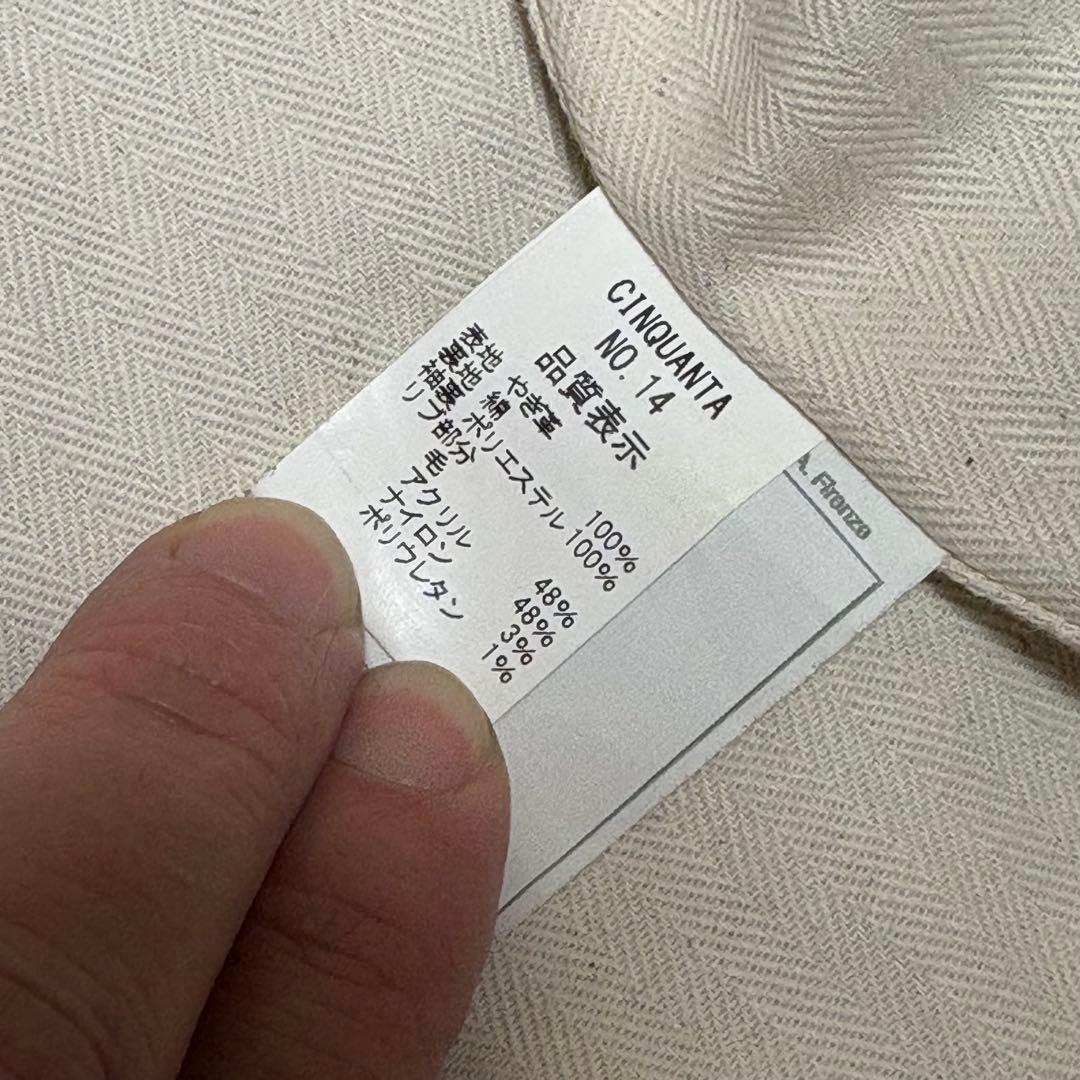 CINQUANTA
NO.14
品質表示
表地 やぎ革
裏地 綿 100%
袖裏 ポリエステル 100%
リブ部分
毛 48%
アクリル 48%
ナイロン 3%
ポリウレタン 1%
A. Firenze